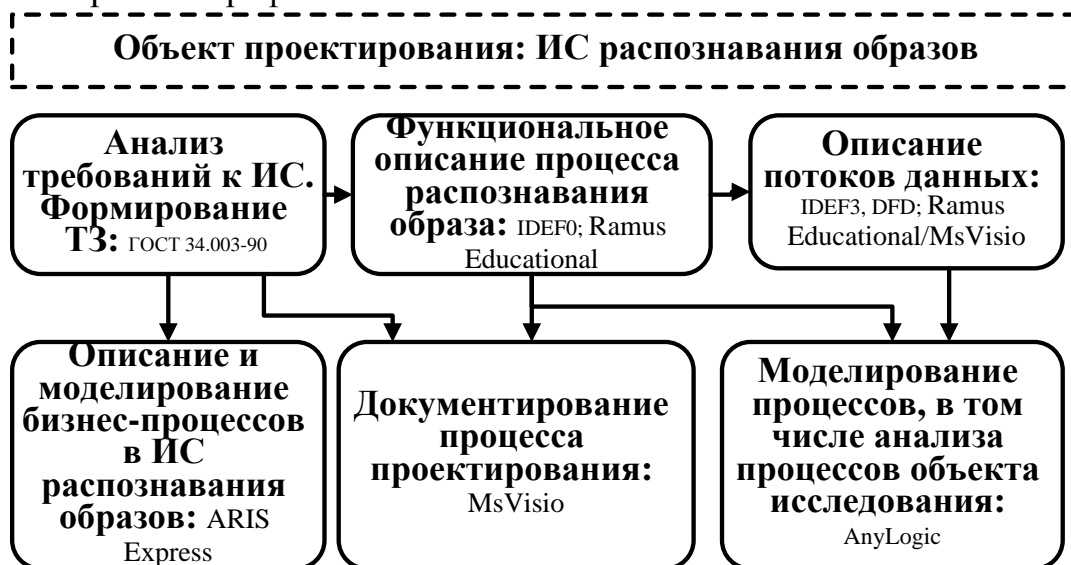 Объект проектирования: ИС распознавания образов
Анализ
требований к ИС.
Формирование
ТЗ: ГОСТ 34.003-90
Функциональное
описание процесса
распознавания
образа: IDEF0; Ramus
Educational
Описание
потоков данных:
IDEF3, DFD; Ramus
Educational/MsVisio
Описание и
моделирование
бизнес-процессов
в ИС
распознавания
образов: ARIS
Express
Документирование
процесса
проектирования:
MsVisio
Моделирование
процессов, в том
числе анализа
процессов объекта
исследования:
AnyLogic